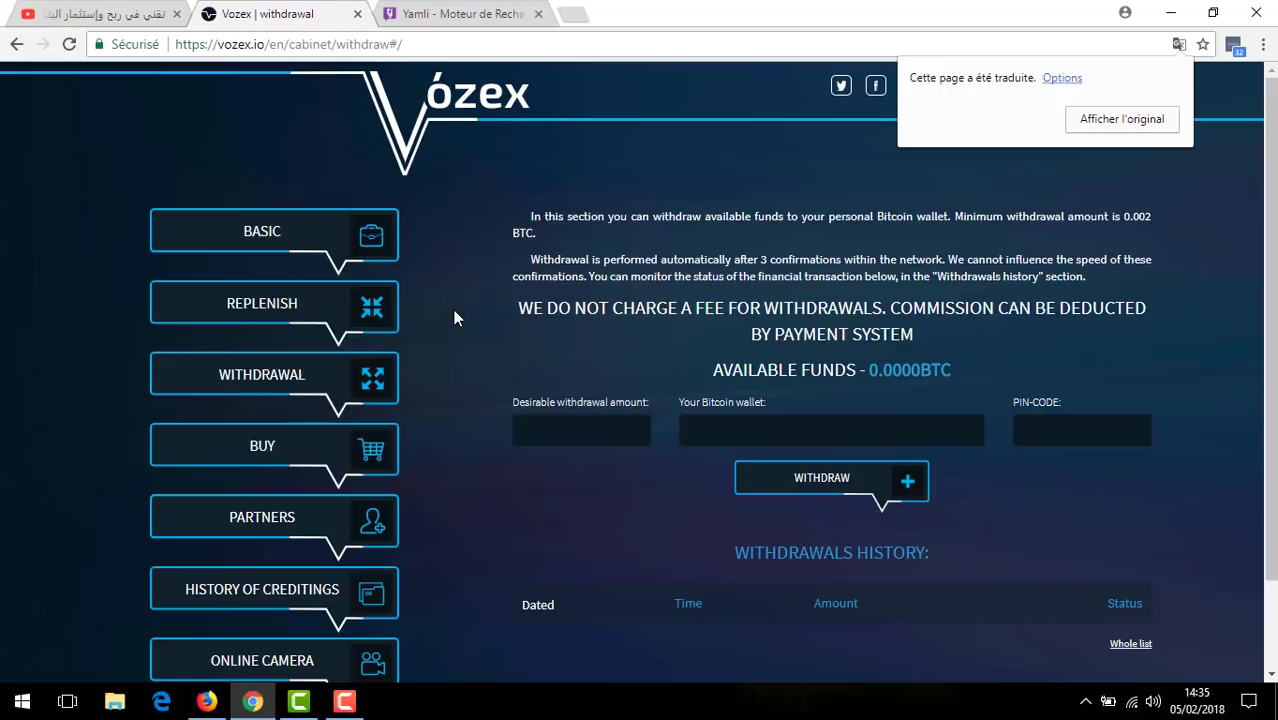 تقني في ربح وإستثمار البتا
Vozex | withdrawal
Yamli - Moteur de Reche
Sécurisé
https://vozex.io/en/cabinet/withdraw#/
32
Cette page a été traduite. Options
Afficher l'original
Vózex
BASIC
REPLENISH
WITHDRAWAL
BUY
PARTNERS
HISTORY OF CREDITINGS
ONLINE CAMERA
In this section you can withdraw available funds to your personal Bitcoin wallet. Minimum withdrawal amount is 0.002
BTC.
Withdrawal is performed automatically after 3 confirmations within the network. We cannot influence the speed of these
confirmations. You can monitor the status of the financial transaction below, in the "Withdrawals history" section.
WE DO NOT CHARGE A FEE FOR WITHDRAWALS. COMMISSION CAN BE DEDUCTED
BY PAYMENT SYSTEM
AVAILABLE FUNDS - 0.0000BTC
Desirable withdrawal amount: Your Bitcoin wallet: PIN-CODE:
WITHDRAW
WITHDRAWALS HISTORY:
Dated Time Amount Status
Whole list
14:35
05/02/2018